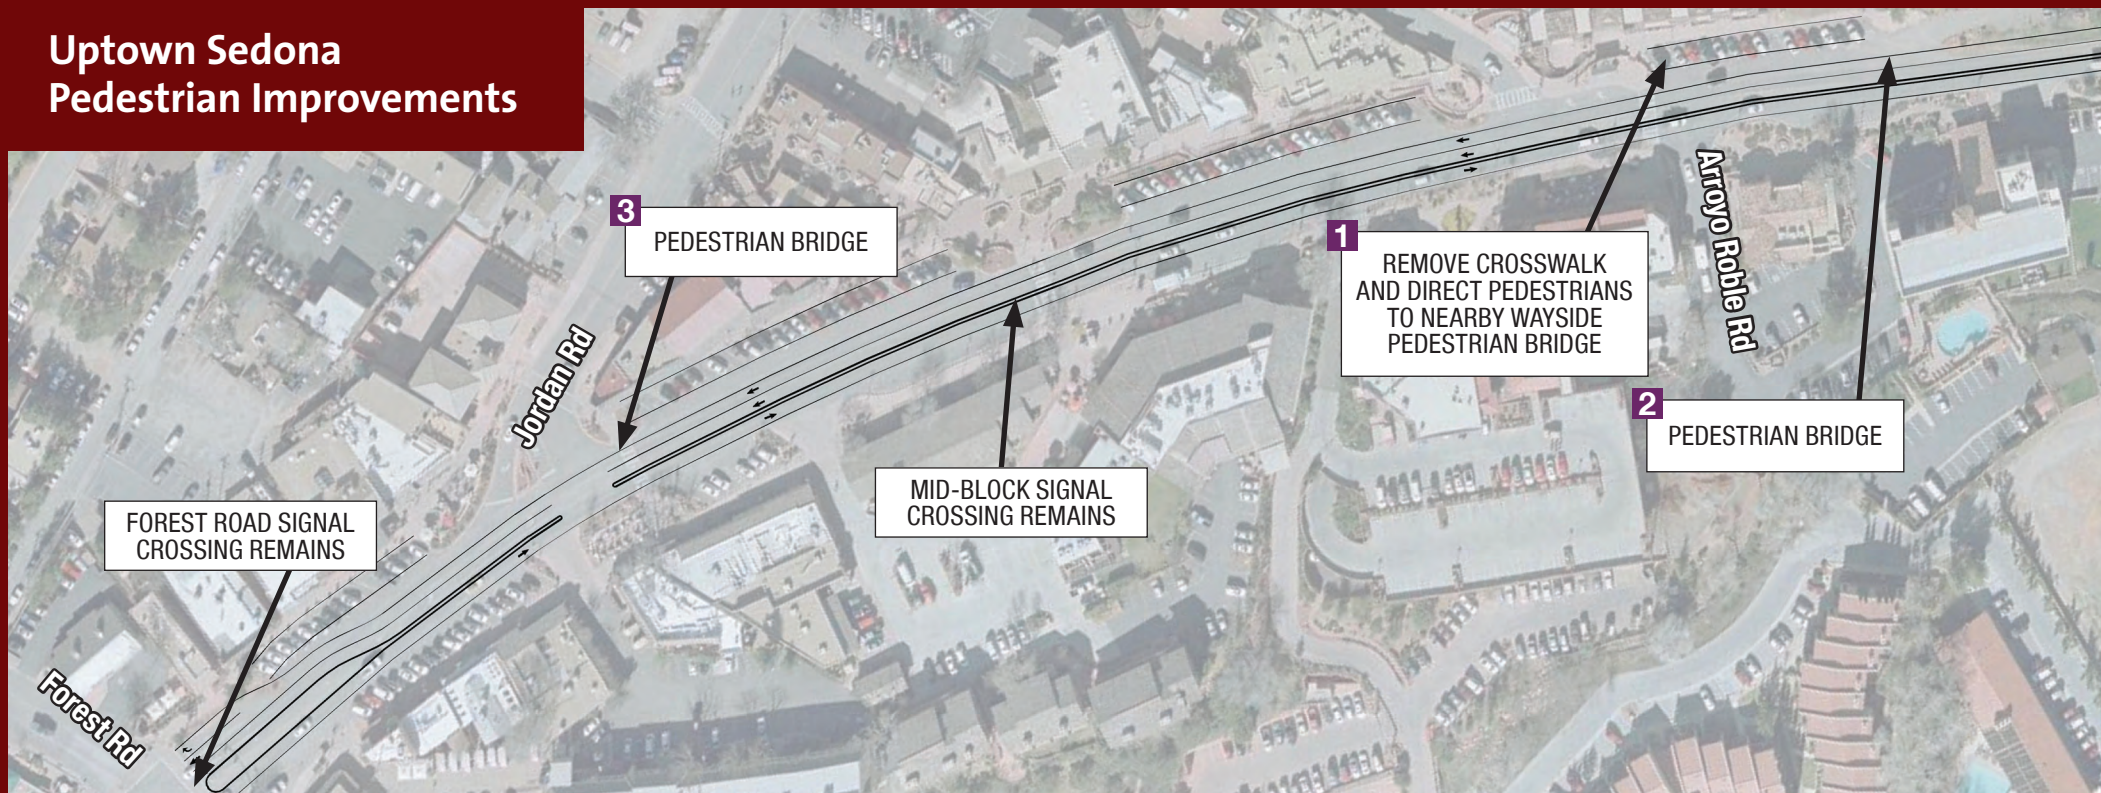 Uptown Sedona
Pedestrian Improvements
3
PEDESTRIAN BRIDGE
1
REMOVE CROSSWALK
AND DIRECT PEDESTRIANS
TO NEARBY WAYSIDE
PEDESTRIAN BRIDGE
Arroyo Roble Rd
2
PEDESTRIAN BRIDGE
Jordan Rd
MID-BLOCK SIGNAL
CROSSING REMAINS
FOREST ROAD SIGNAL
CROSSING REMAINS
Forest Rd